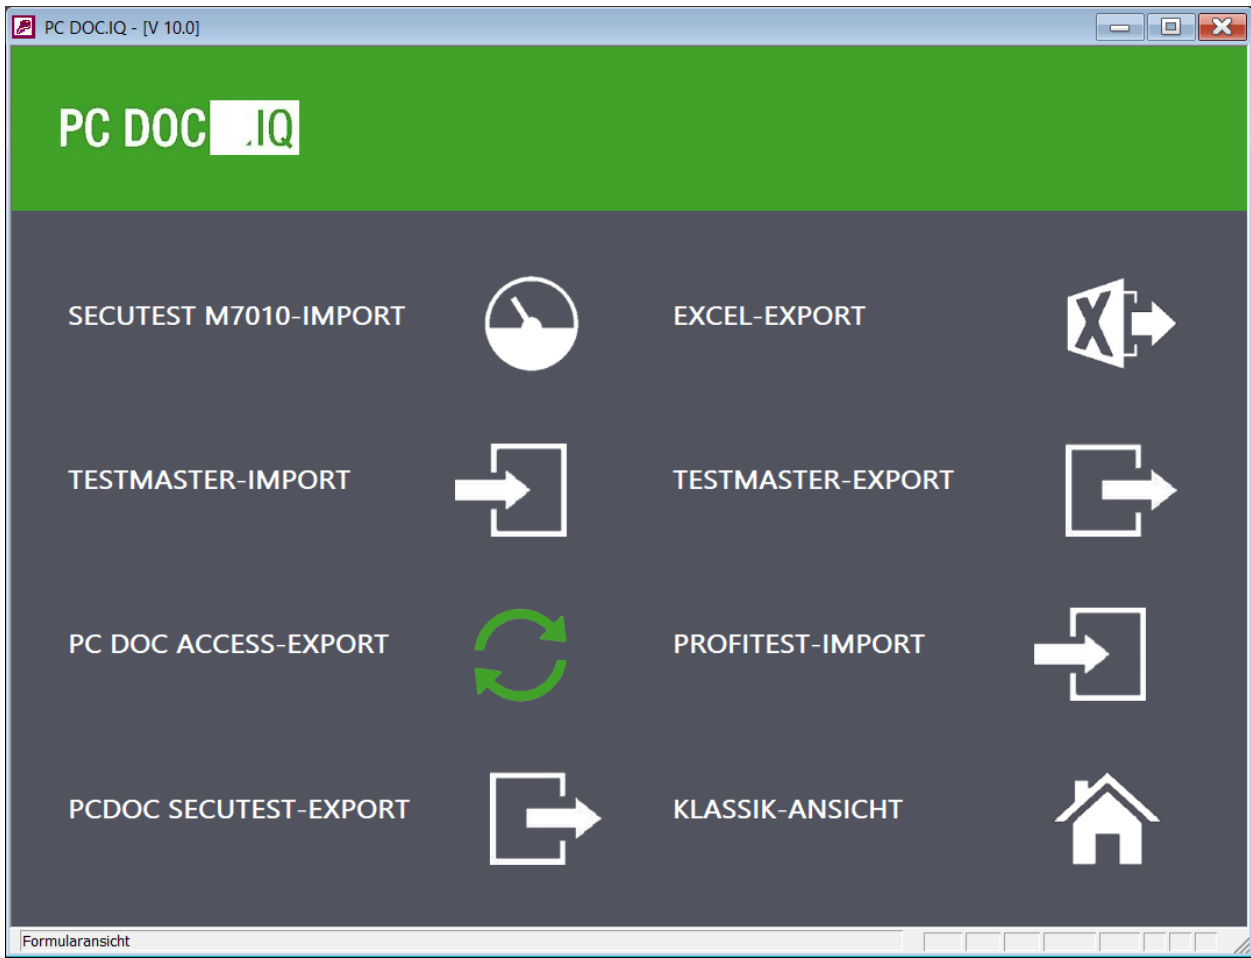 PC DOC.IQ - [V 10.0]
PC DOC .IQ
SECUTEST M7010-IMPORT
EXCEL-EXPORT
TESTMASTER-IMPORT
TESTMASTER-EXPORT
PC DOC ACCESS-EXPORT
PROFITEST-IMPORT
PCDOC SECUTEST-EXPORT
KLASSIK-ANSICHT
Formularansicht